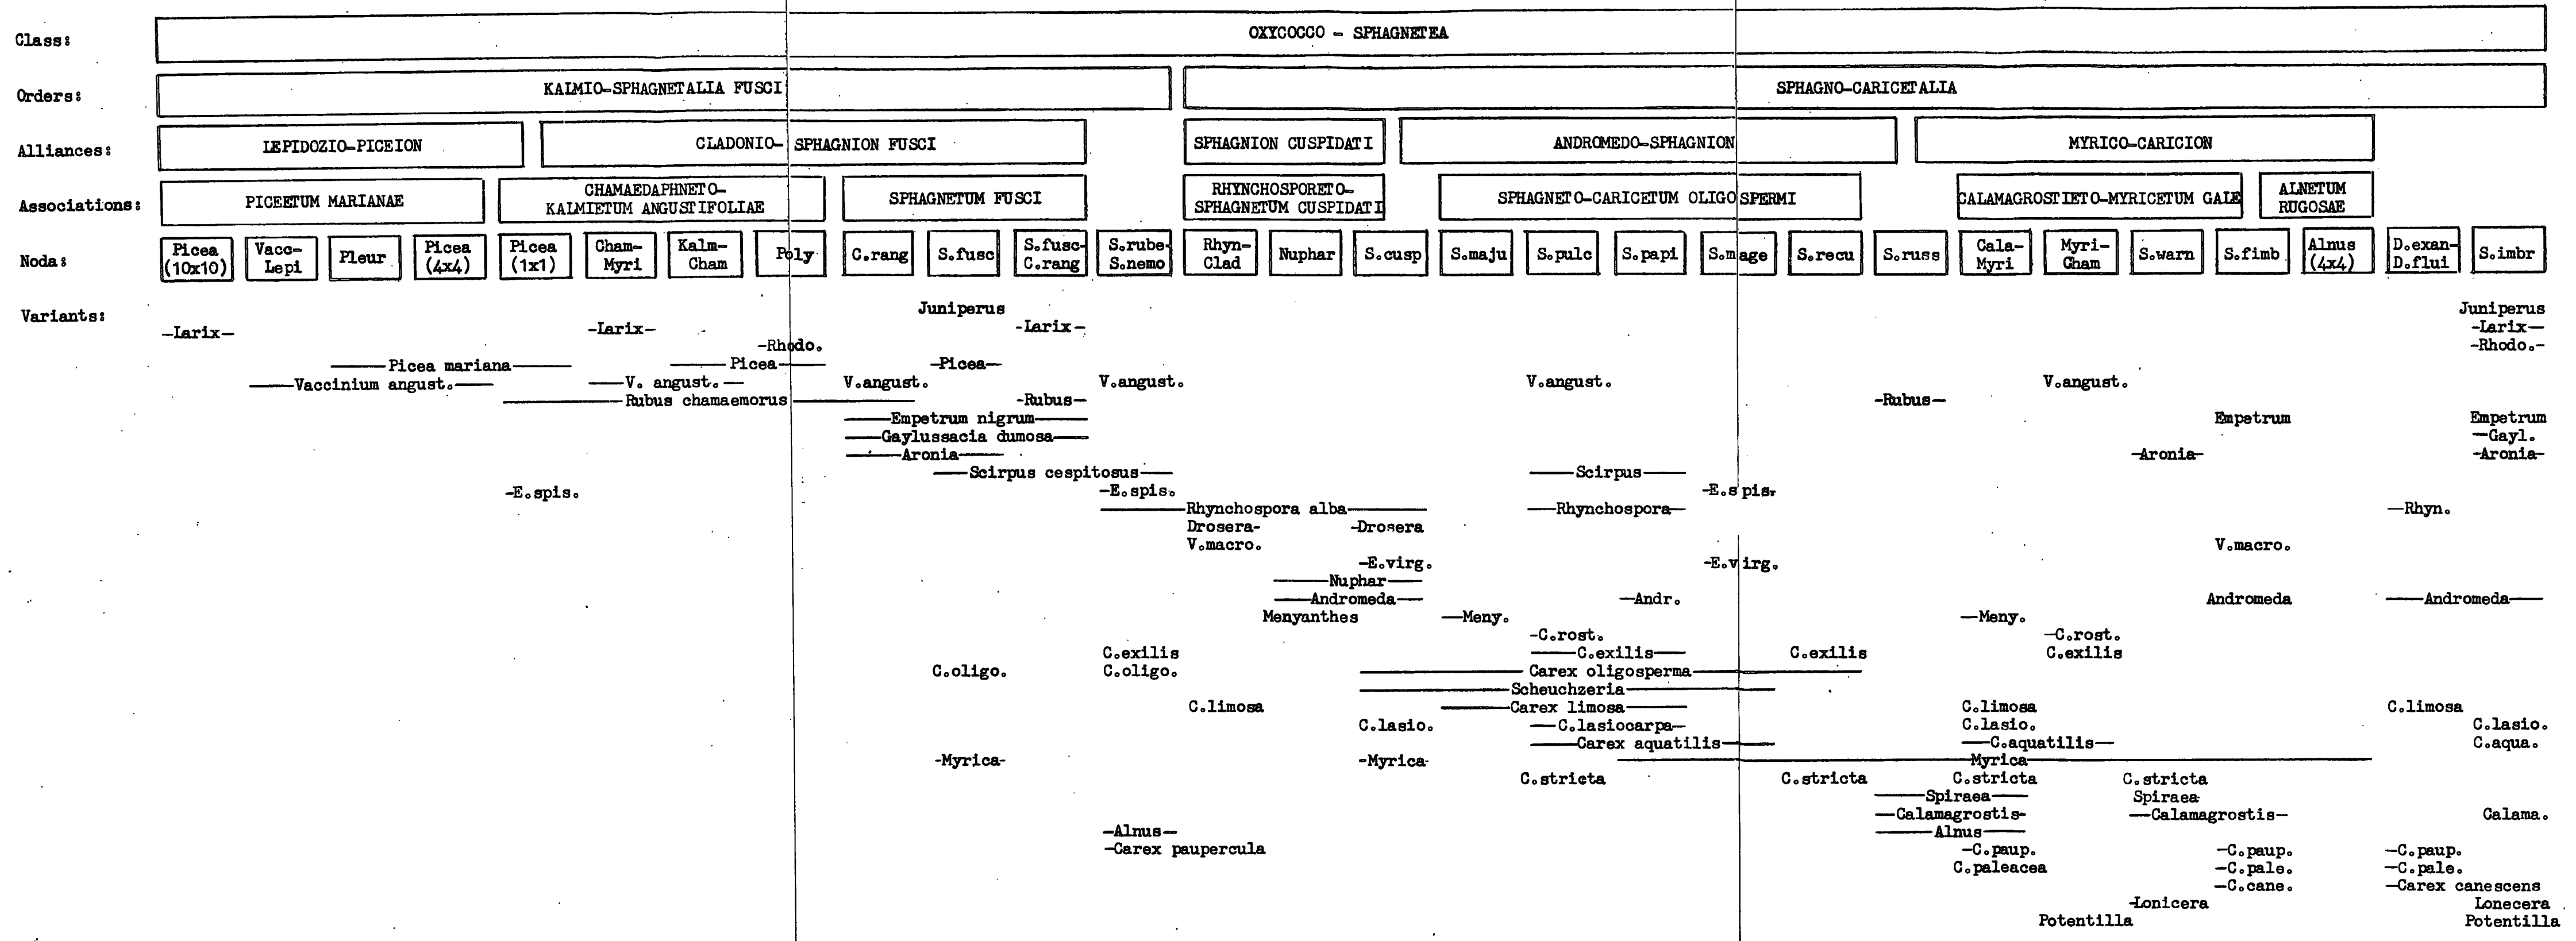 Class: OXYCOCCO - SPHAGNETEA
Orders: KALMIO-SPHAGNETALIA FUSCI SPHAGNO-CARICETALIA
Alliances: LEPIDOZIO-PICEION CLADONIO-SPHAGNION FUSCI SPHAGNION CUSPIDATI ANDROMEDO-SPHAGNION MYRICO-CARICION
Associations: PICEETUM MARIANAE CHAMAEDAPHNETO- SPHAGNETUM FUSCI RHYNCHOSPORETO- SPHAGNETO-CARICETUM OLIGOSPERMI CALAMAGROSTIETO-MYRICETUM GALE ALNETUM
KALMIETUM ANGUSTIFOLIAE SPHAGNETUM CUSPIDATI RUGOSAE
Noda: Picea Vacc- Pleur Picea Picea Cham- Kalm- Poly C.rang S.fusc S.fusc- S.rube- Rhyn- Nuphar S.cusp S.maju S.pulc S.papi S.mage S.recu S.russ Cala- Myri- S.warn S.fimb Alnus D.exan- S.imbr
(10x10) Lepi (4x4) (1x1) Myri Cham C.rang S.nemo Clad Myri Cham (4x4) D.flui
Variants: Juniperus Juniperus
-Larix- -Larix- -Larix- -Larix-
-Rhodo. -Rhodo.-
Picea mariana Picea -Picea- 
Vaccinium angust. V. angust. V.angust. V.angust. V.angust. V.angust.
Rubus chamaemorus -Rubus- -Rubus-
Empetrum nigrum Empetrum Empetrum
Gaylussacia dumosa -Gayl.
Aronia -Aronia- -Aronia-
Scirpus cespitosus Scirpus
-E.spis. -E.spis. -E.spis.
Rhynchospora alba -Rhynchospora- -Rhyn.
Drosera- -Drosera
V.macro. V.macro.
-E.virg. -E.virg.
Nuphar
Andromeda -Andr. Andromeda Andromeda
Menyanthes -Meny. -Meny.
-C.rost. -C.rost.
C.exilis C.exilis C.exilis C.exilis
C.oligo. C.oligo. Carex oligosperma
Scheuchzeria
C.limosa Carex limosa C.limosa C.limosa
C.lasio. C.lasiocarpa C.lasio. C.lasio.
Carex aquatilis C.aquatilis C.aqua.
-Myrica- -Myrica- Myrica
C.stricta C.stricta C.stricta C.stricta
Spiraea Spiraea
Calamagrostis- Calamagrostis- Calama.
-Alnus- Alnus
-Carex paupercula -C.paup. -C.paup. -C.paup.
C.paleacea -C.pale. -C.pale.
-C.cane. -Carex canescens
-Lonicera Lonecera
Potentilla Potentilla